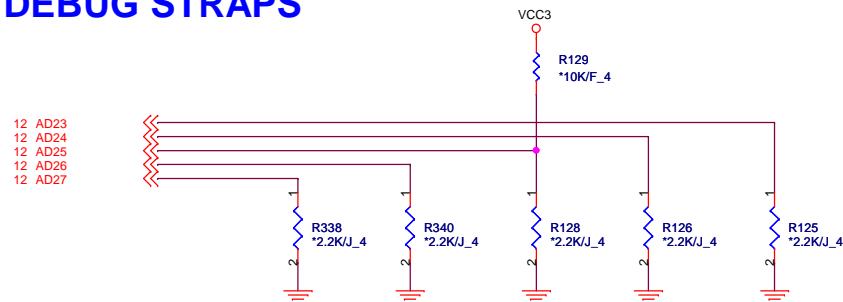 DEBUG STRAPS
VCC3
R129
*10K/F_4
12 AD23
12 AD24
12 AD25
12 AD26
12 AD27
1 1 1 1 1
R338
*2.2K/J_4
R340
*2.2K/J_4
R128
*2.2K/J_4
R126
*2.2K/J_4
R125
*2.2K/J_4
2 2 2 2 2